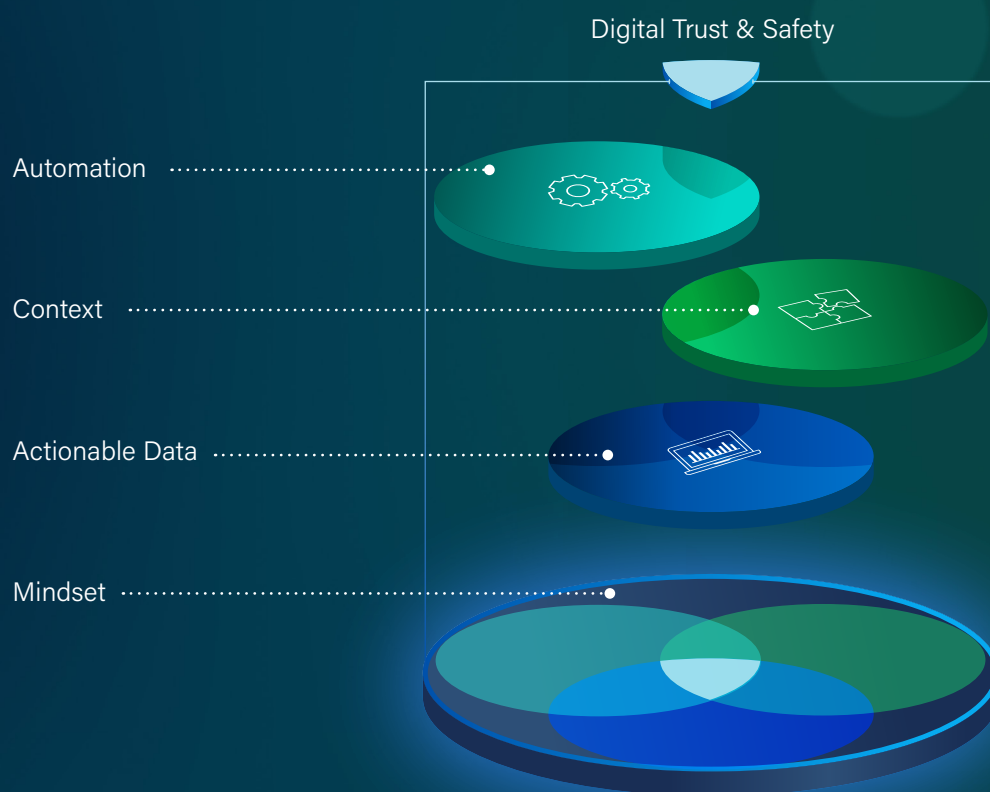 Digital Trust & Safety
Automation
Context
Actionable Data
Mindset